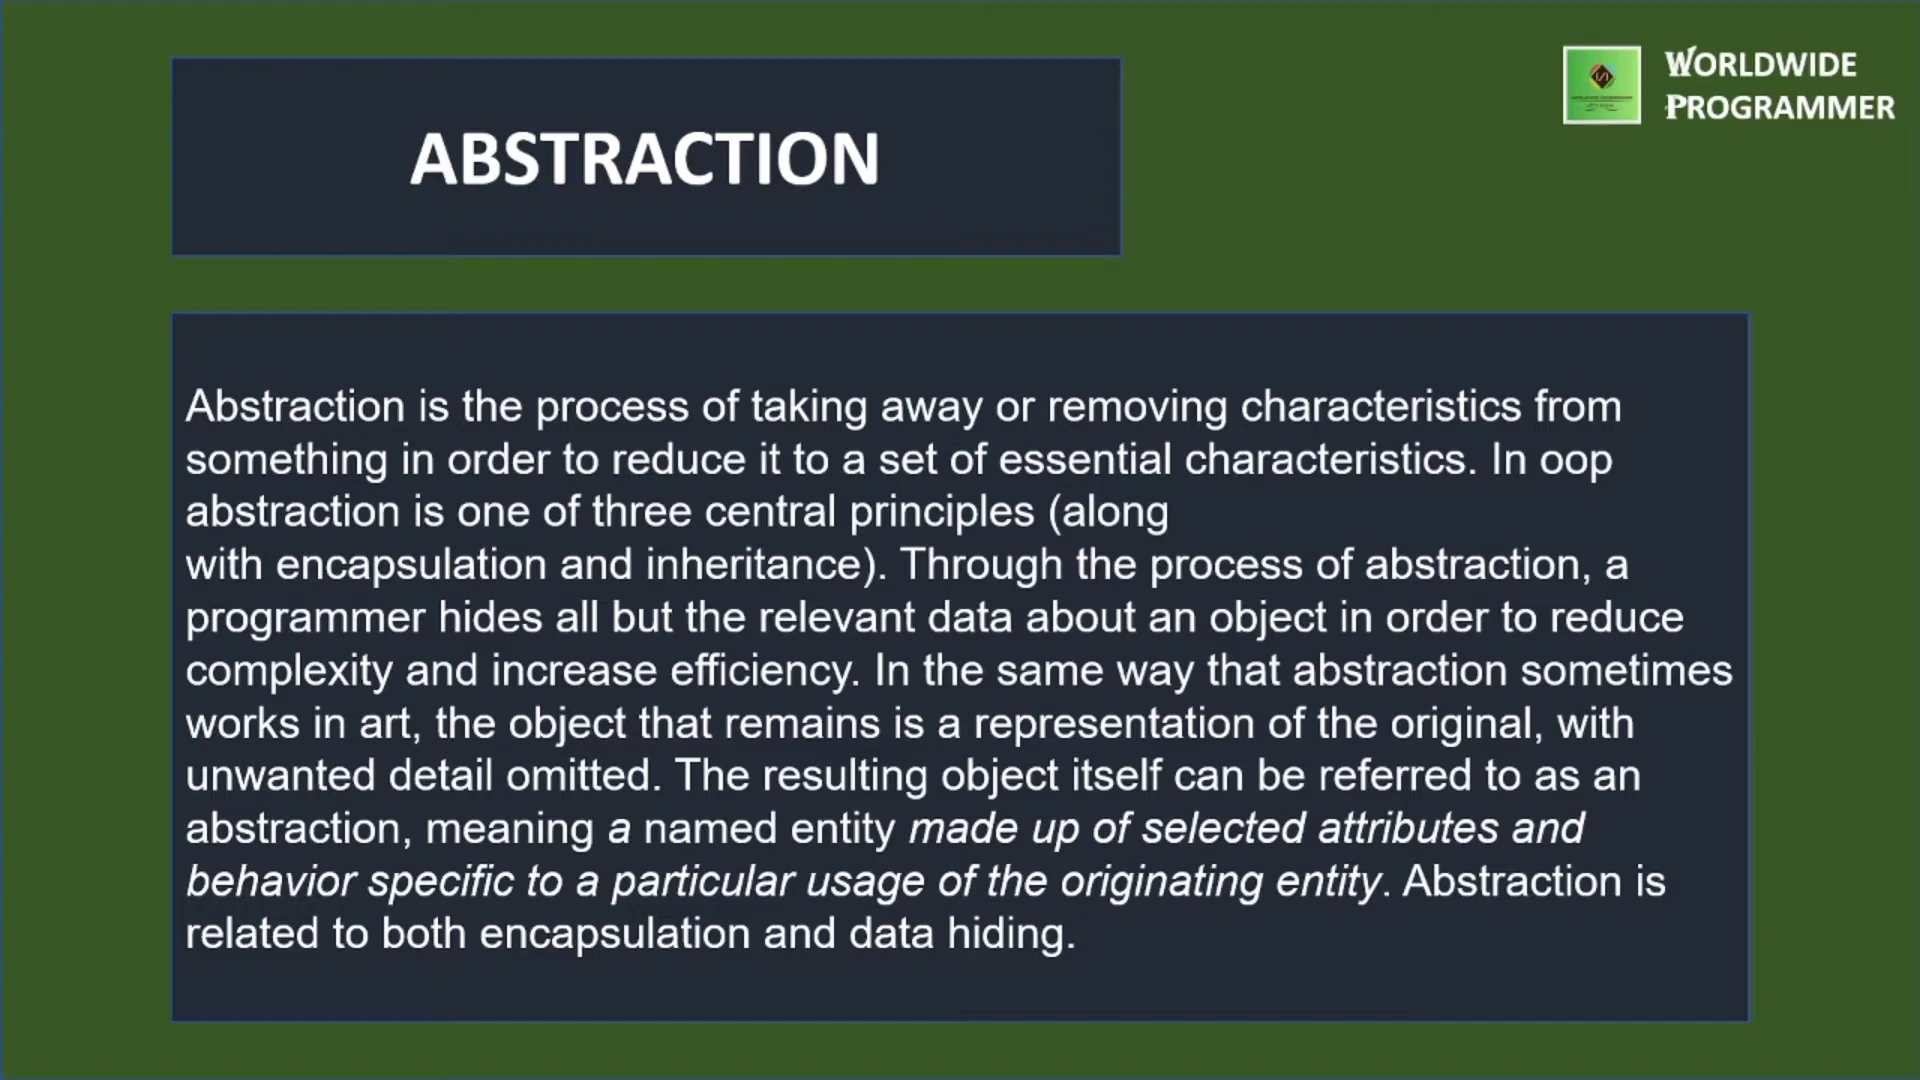 ABSTRACTION
WORLDWIDE
PROGRAMMER
Abstraction is the process of taking away or removing characteristics from
something in order to reduce it to a set of essential characteristics. In oop
abstraction is one of three central principles (along
with encapsulation and inheritance). Through the process of abstraction, a
programmer hides all but the relevant data about an object in order to reduce
complexity and increase efficiency. In the same way that abstraction sometimes
works in art, the object that remains is a representation of the original, with
unwanted detail omitted. The resulting object itself can be referred to as an
abstraction, meaning a named entity made up of selected attributes and
behavior specific to a particular usage of the originating entity. Abstraction is
related to both encapsulation and data hiding.